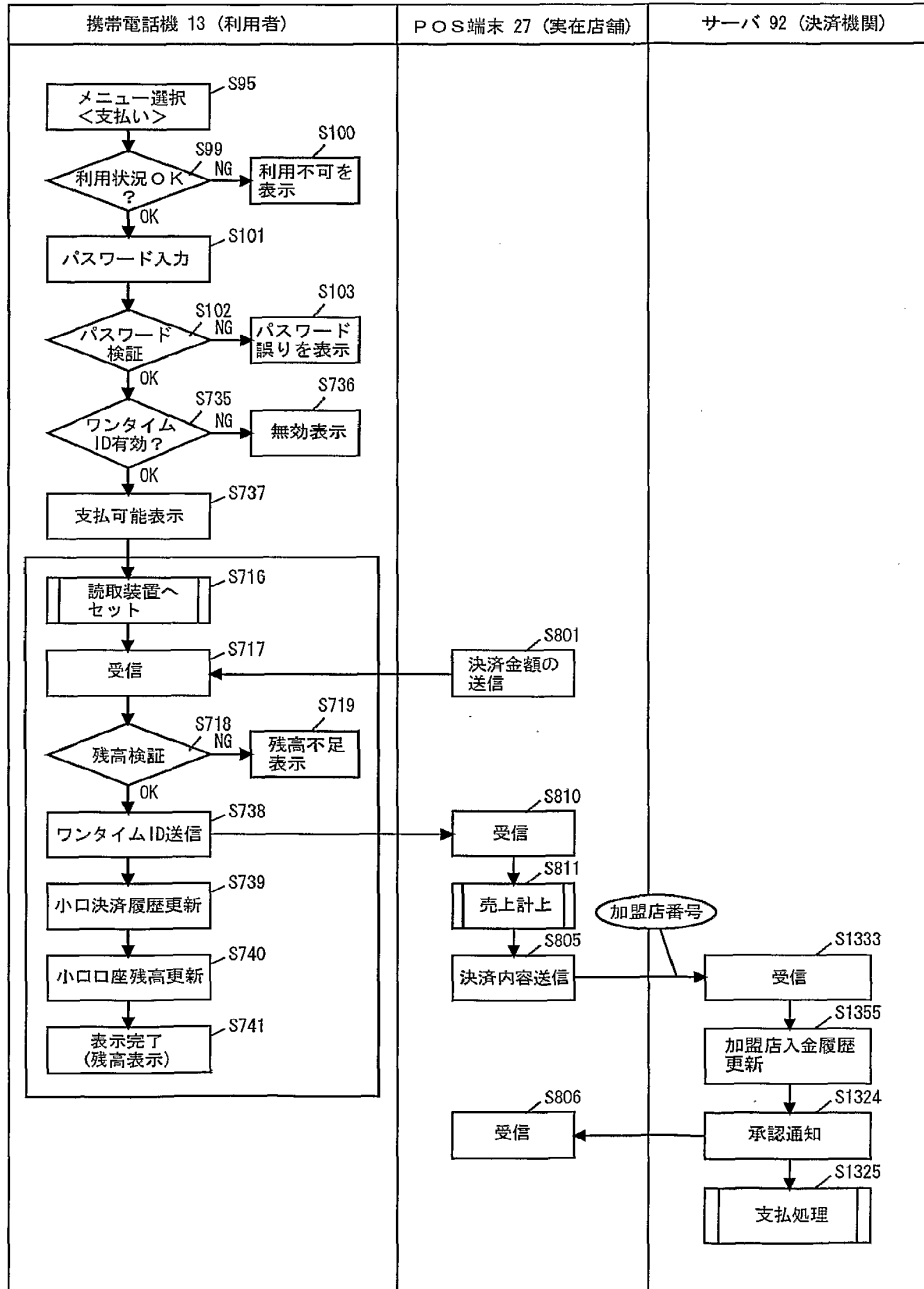 携帯電話機 13 (利用者)
POS端末 27 (実在店舗)
サーバ 92 (決済機関)
S95
メニュー選択
<支払い>
S99
利用状況OK
?
NG
OK
S100
利用不可を
表示
S101
パスワード入力
S102
パスワード
検証
NG
OK
S103
パスワード
誤りを表示
S735
ワンタイム
ID有効?
NG
OK
S736
無効表示
S737
支払可能表示
S716
読取装置へ
セット
S717
受信
S801
決済金額の
送信
S718
残高検証
NG
OK
S719
残高不足
表示
S738
ワンタイムID送信
S810
受信
S739
小口決済履歴更新
S811
売上計上
加盟店番号
S740
小口口座残高更新
S805
決済内容送信
S1333
受信
S741
表示完了
(残高表示)
S1355
加盟店入金履歴
更新
S806
受信
S1324
承認通知
S1325
支払処理